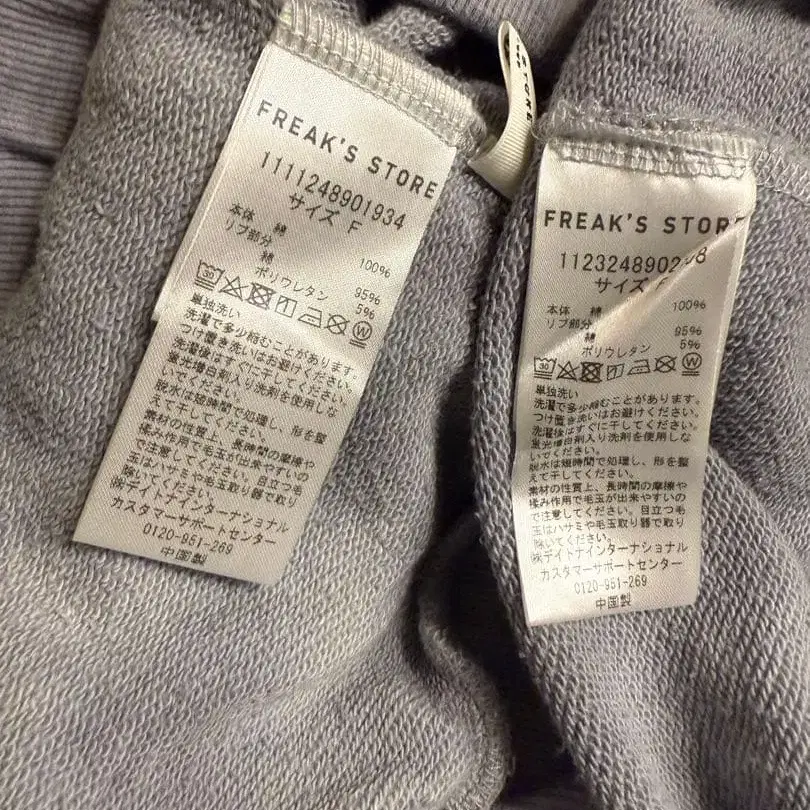 FREAK'S STORE
1111248901934
サイズ F
本体 綿 100%
リブ部分
綿 95%
ポリウレタン 5%
30
W
単独洗い
洗濯で多少縮むことがあります。
つけ置き洗いはお避けください。
洗濯後はすぐに干してください。
蛍光増白剤入り洗剤を使用しな
いでください。
脱水は短時間で処理し、形を整
えて干してください。
素材の性質上、長時間の摩擦や
揉み作用で毛玉が出来やすいの
で注意してください。目立つ毛
玉はハサミや毛玉取り器で取り
除いてください。
㈱デイトナインターナショナル
カスタマーサポートセンター
0120-951-269
中国製
STORE
FREAK'S STOR
サイズ
本体 綿 100%
リブ部分
綿 95%
ポリウレタン 5%
30
W
単独洗い
洗濯で多少縮むことがあります。
つけ置き洗いはお避けください。
洗濯後はすぐに干してください。
蛍光増白剤入り洗剤を使用しな
いでください。
脱水は短時間で処理し、形を整
えて干してください。
素材の性質上、長時間の摩擦や
揉み作用で毛玉が出来やすいの
で注意してください。目立つ毛
玉はハサミや毛玉取り器で取り
除いてください。
㈱デイトナインターナショナル
カスタマーサポートセンター
0120-951-269
中国製